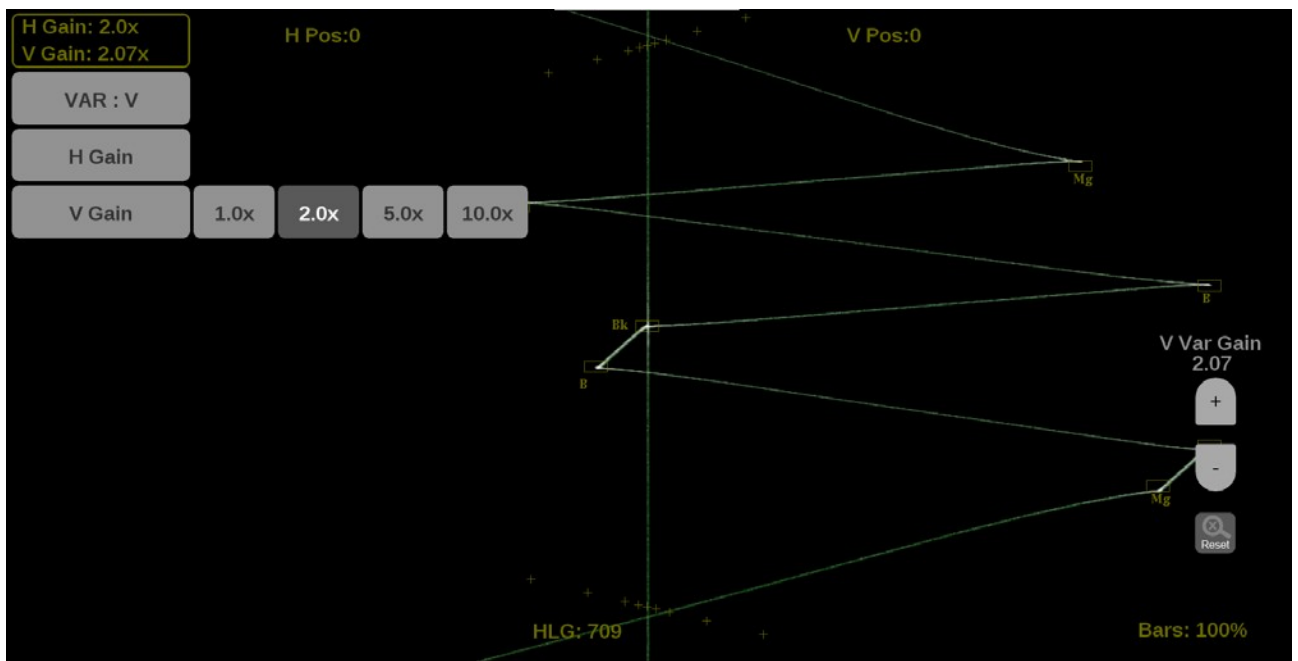 H Gain: 2.0x
V Gain: 2.07x
H Pos:0
V Pos:0
VAR : V
H Gain
V Gain
1.0x
2.0x
5.0x
10.0x
Mg
B
Bk
B
V Var Gain
2.07
+
-
Mg
Reset
HLG: 709
Bars: 100%